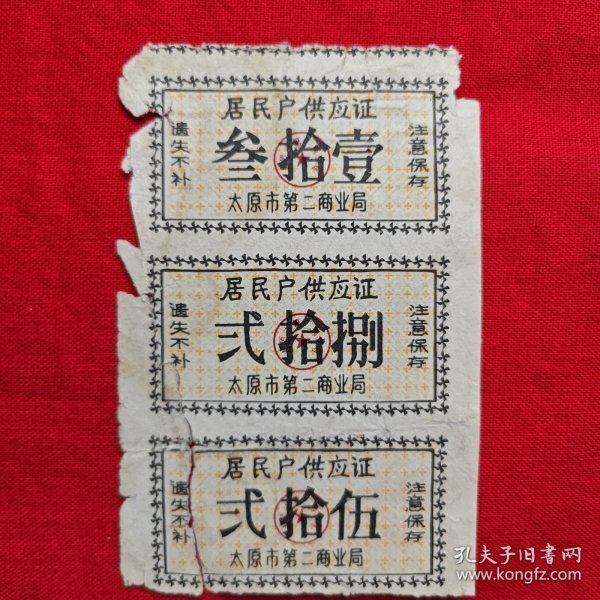 居民户供应证
遗失不补
叁拾壹
注意保存
太原市第二商业局
居民户供应证
遗失不补
弍拾捌
注意保存
太原市第二商业局
居民户供应证
遗失不补
弍拾伍
注意保存
太原市第二商业局
孔夫子旧书网
www.kongfz.com